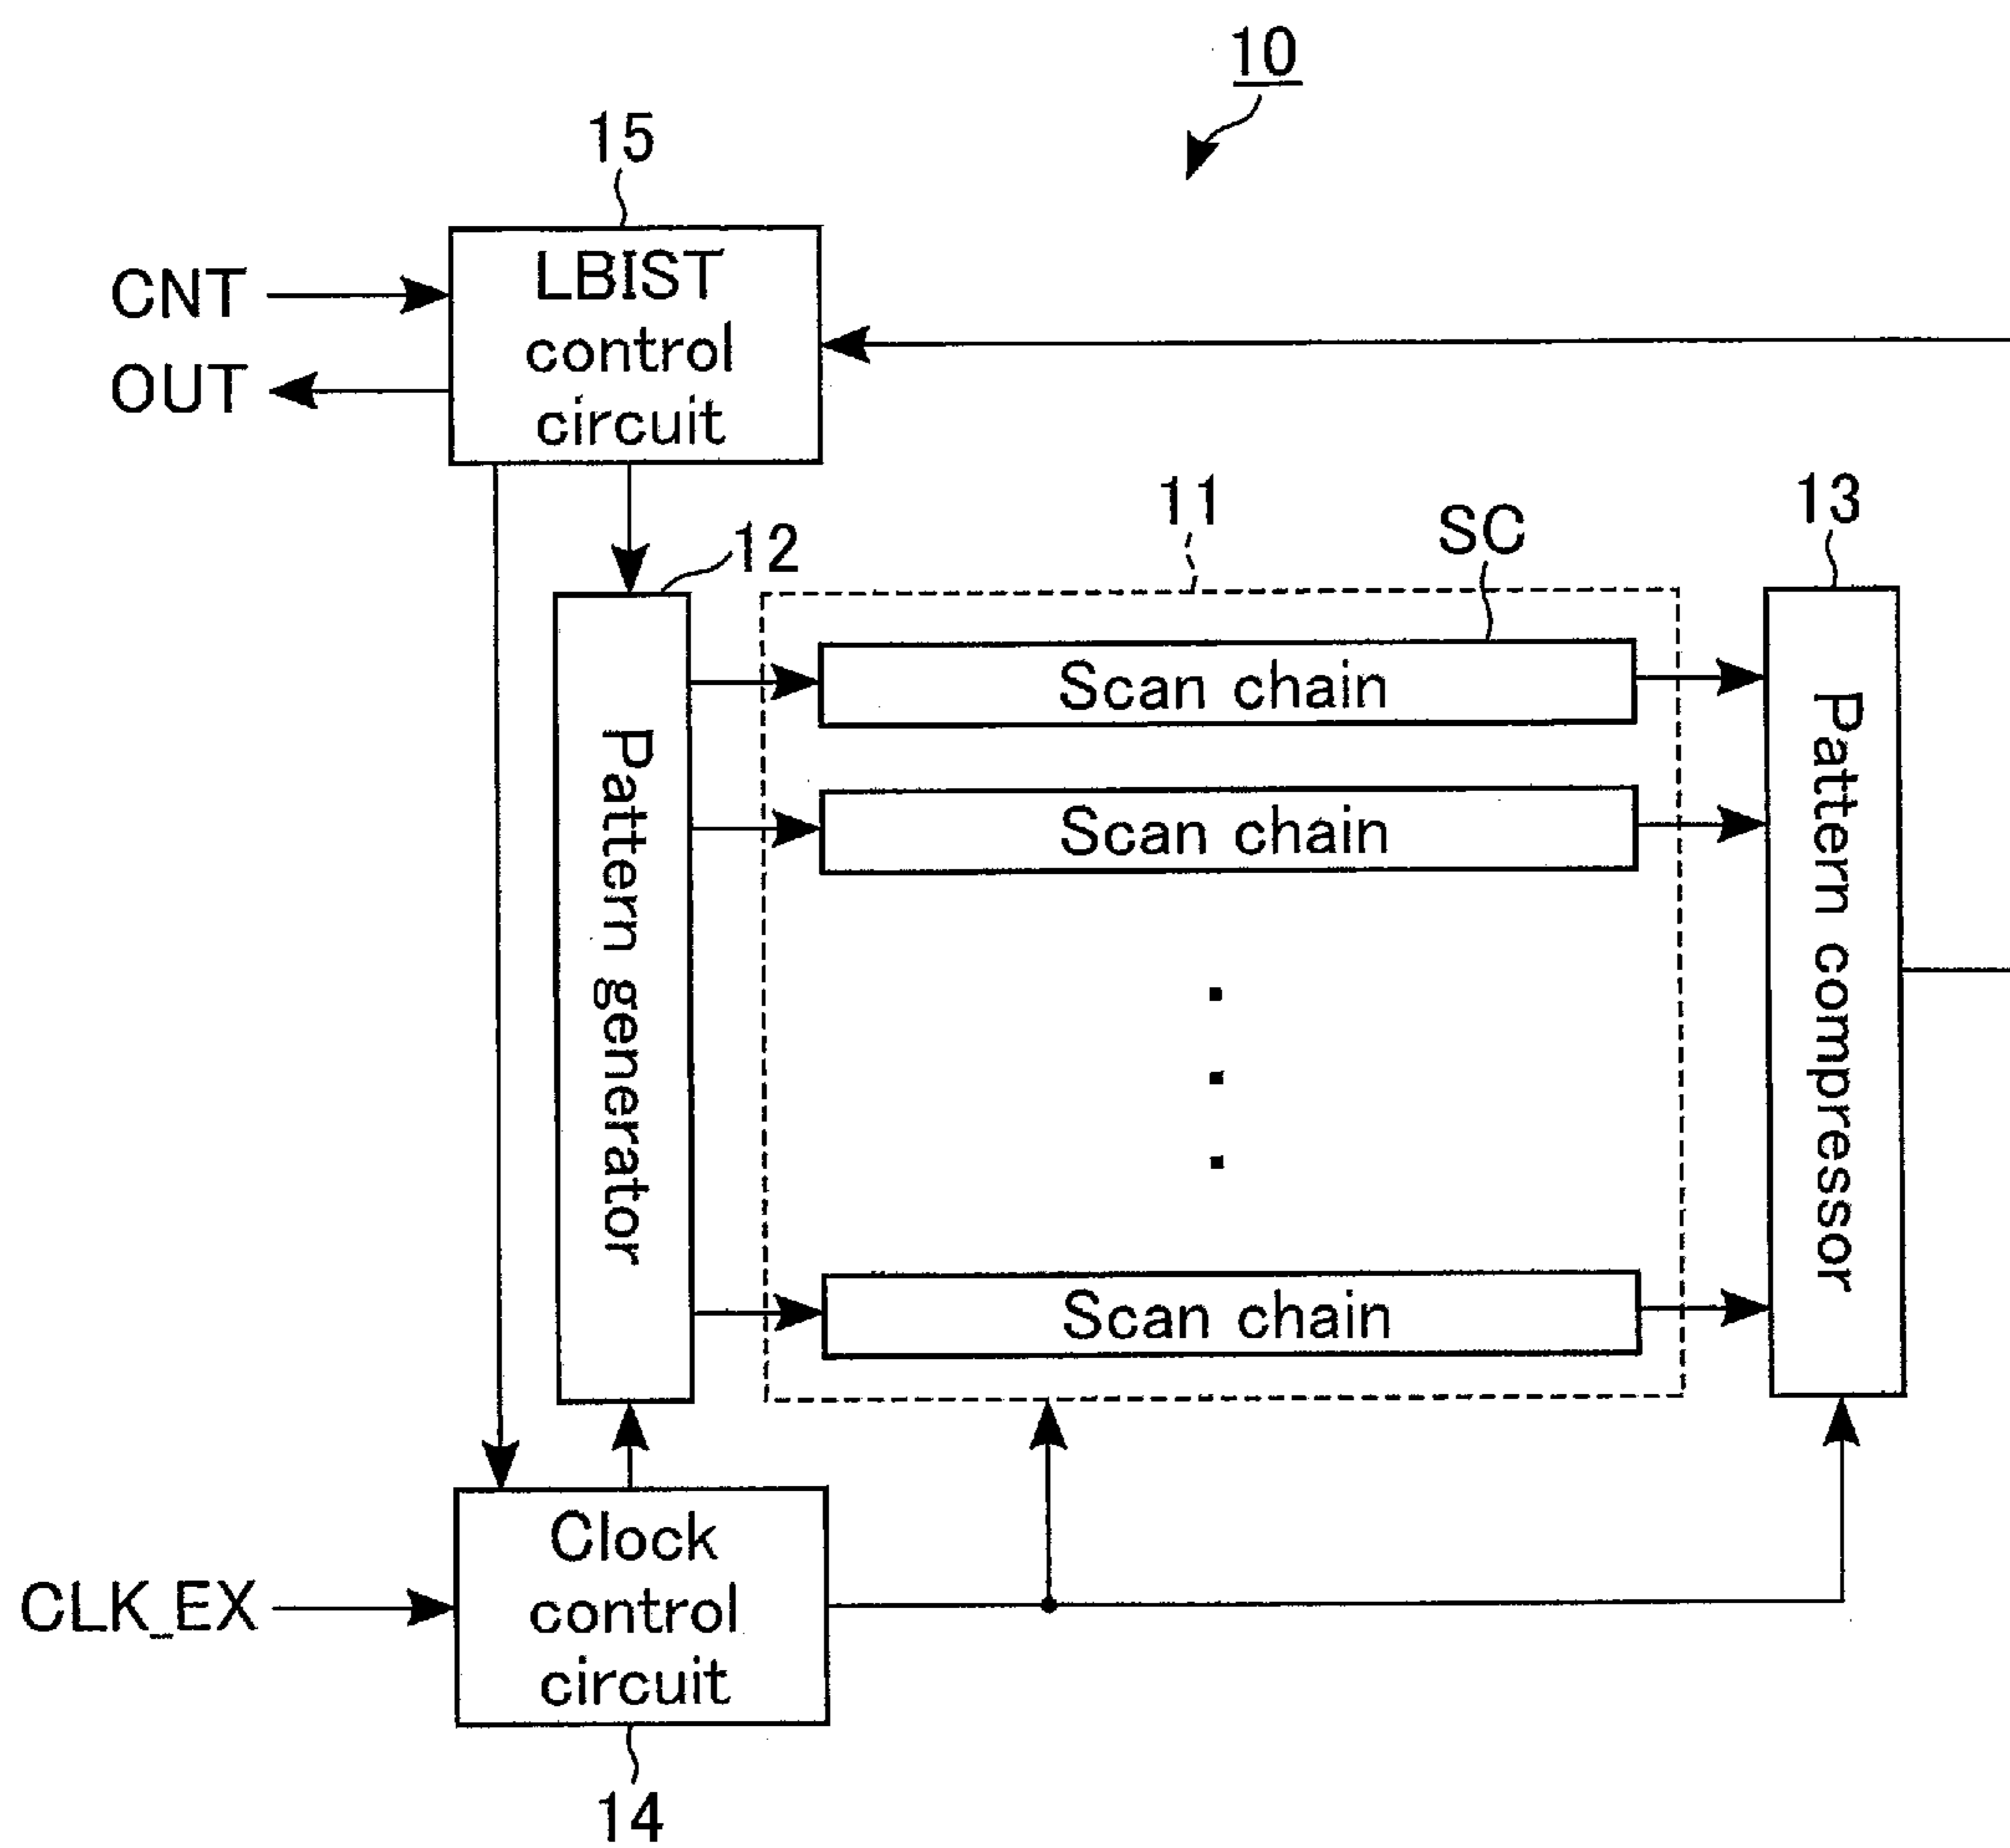 10
15
CNT
OUT
LBIST
control
circuit
11
SC
13
12
Pattern generator
Scan chain
Scan chain
Scan chain
Pattern compressor
CLK_EX
Clock
control
circuit
14